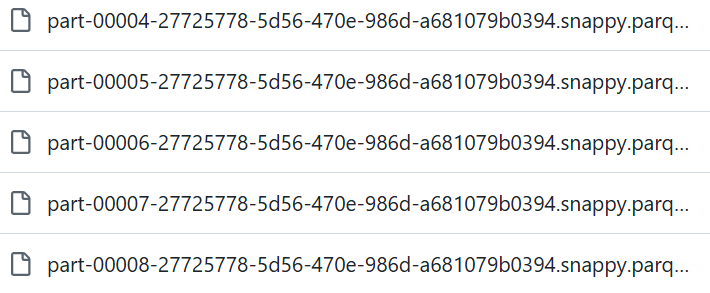 part-00004-27725778-5d56-470e-986d-a681079b0394.snappy.parq...
part-00005-27725778-5d56-470e-986d-a681079b0394.snappy.parq...
part-00006-27725778-5d56-470e-986d-a681079b0394.snappy.parq...
part-00007-27725778-5d56-470e-986d-a681079b0394.snappy.parq...
part-00008-27725778-5d56-470e-986d-a681079b0394.snappy.parq...